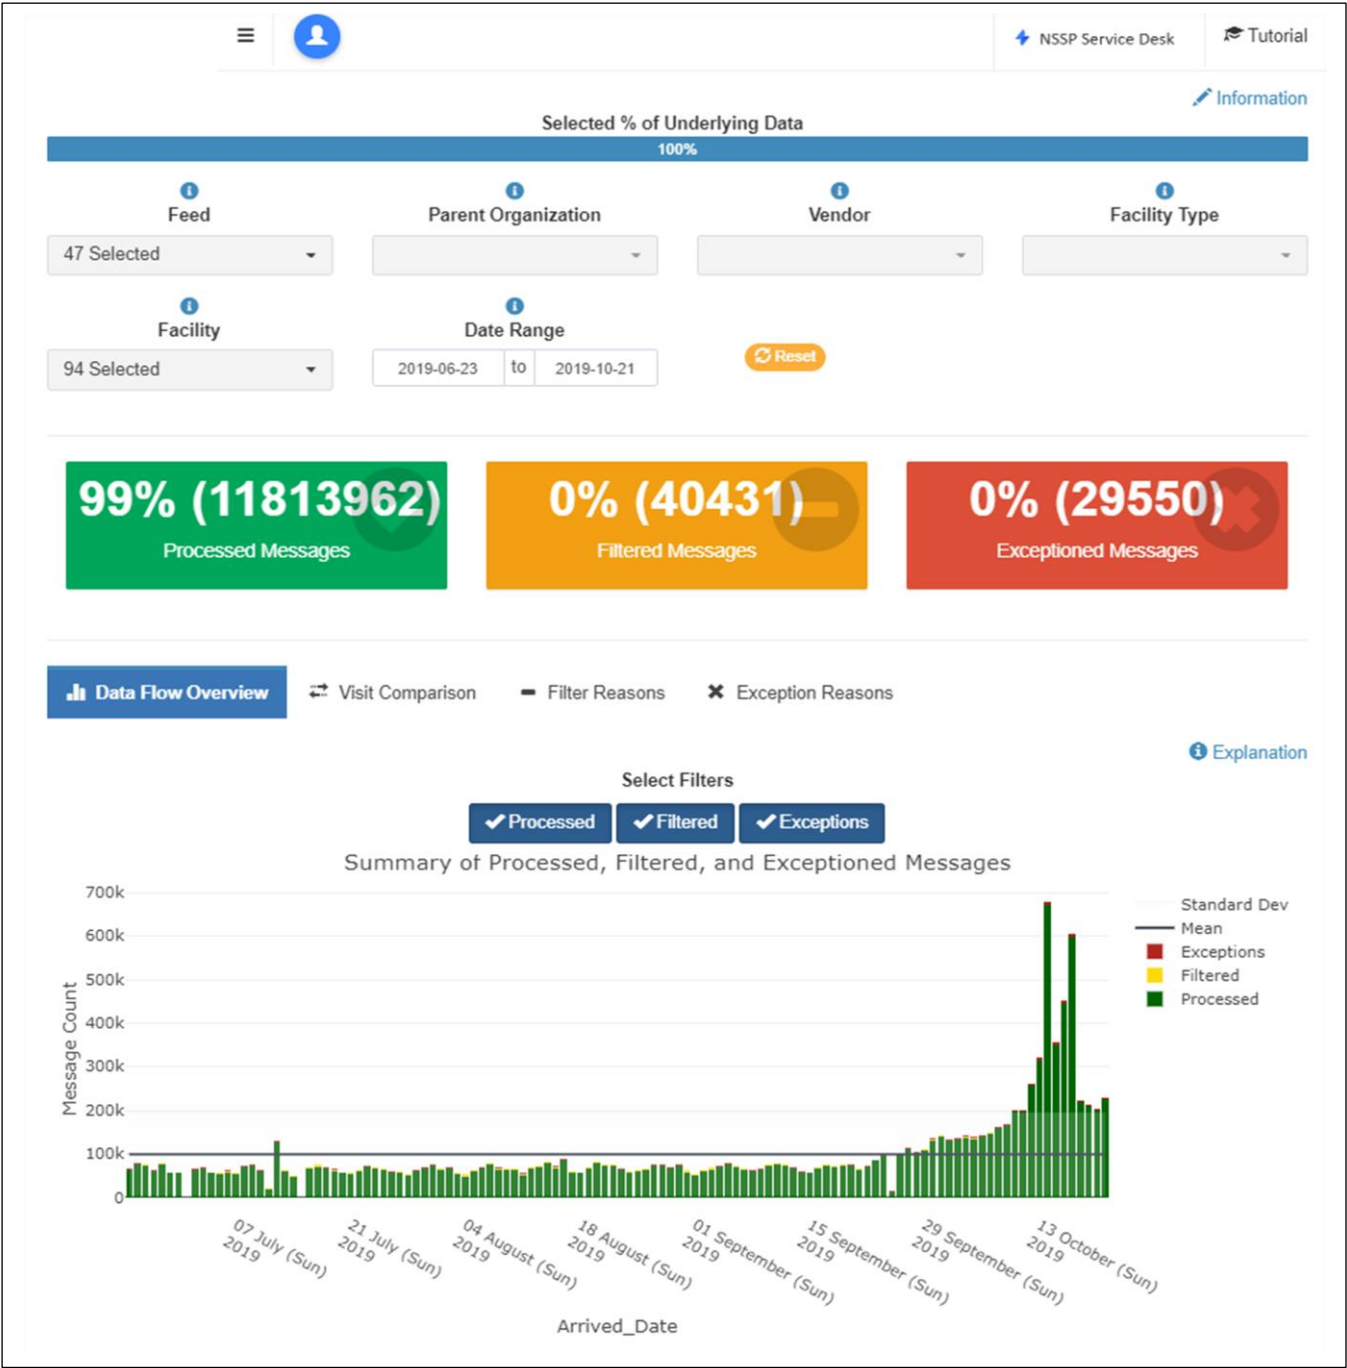 NSSP Service Desk
Tutorial
Information
Selected % of Underlying Data
100%
Feed
Parent Organization
Vendor
Facility Type
47 Selected
Facility
Date Range
94 Selected
2019-06-23 to 2019-10-21
Reset
99% (11813962)
Processed Messages
0% (40431)
Filtered Messages
0% (29550)
Exceptioned Messages
Data Flow Overview
Visit Comparison
Filter Reasons
Exception Reasons
Explanation
Select Filters
Processed
Filtered
Exceptions
Summary of Processed, Filtered, and Exceptioned Messages
Message Count
700k
600k
500k
400k
300k
200k
100k
0
Standard Dev
Mean
Exceptions
Filtered
Processed
07 July (Sun)
2019
21 July (Sun)
2019
04 August (Sun)
2019
18 August (Sun)
2019
01 September (Sun)
2019
15 September (Sun)
2019
29 September (Sun)
2019
13 October (Sun)
2019
Arrived_Date